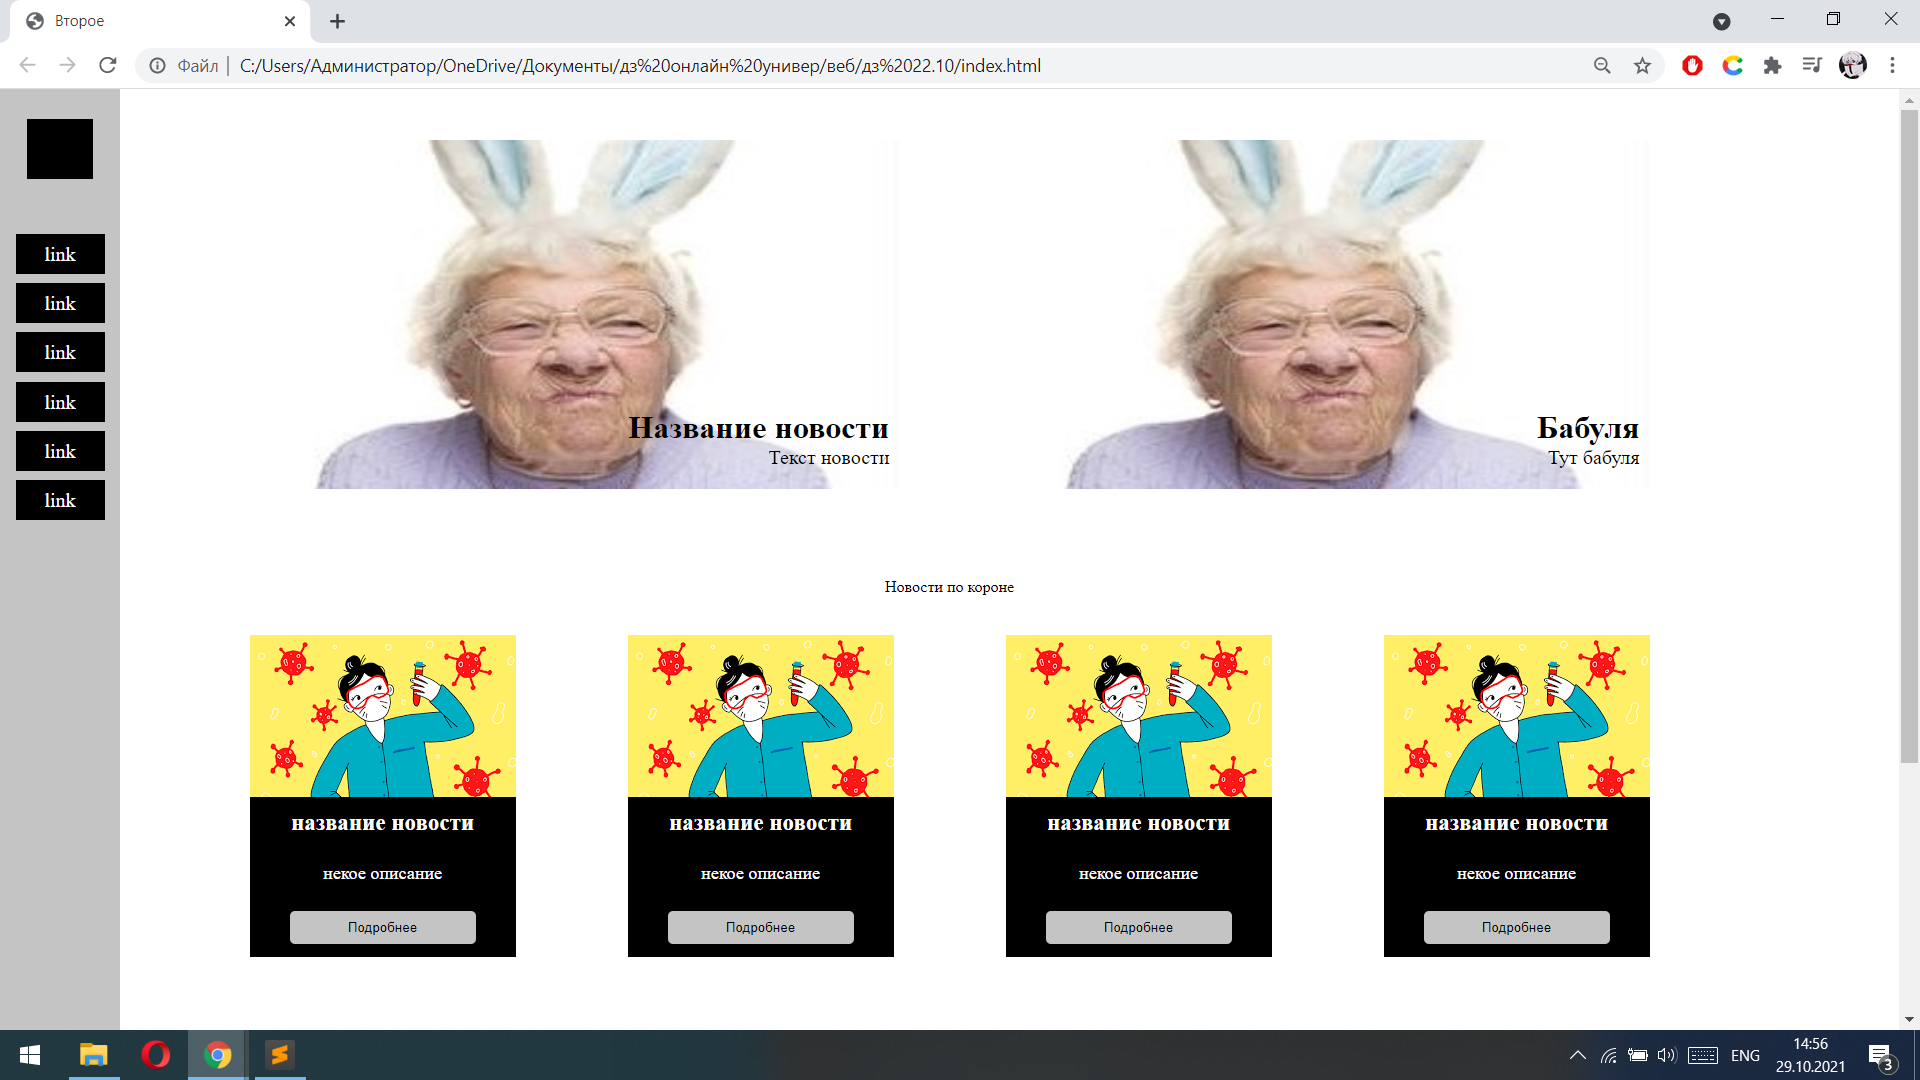 Второе
Файл | C:/Users/Администратор/OneDrive/Документы/дз%20онлайн%20универ/веб/дз%2022.10/index.html
link
link
link
link
link
link
Название новости
Текст новости
Бабуля
Тут бабуля
Новости по короне
название новости
некое описание
Подробнее
название новости
некое описание
Подробнее
название новости
некое описание
Подробнее
название новости
некое описание
Подробнее
ENG
14:56
29.10.2021
3